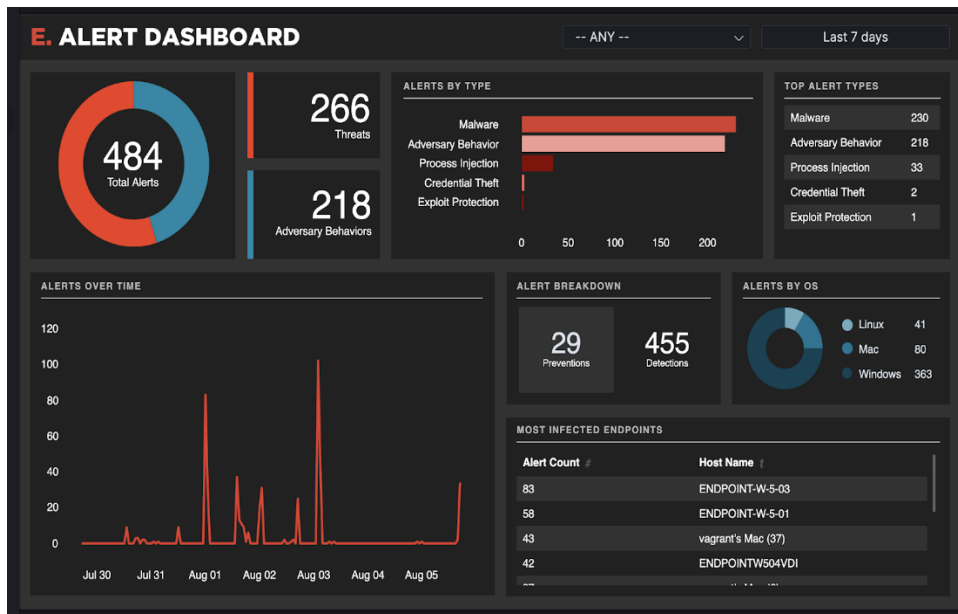 E. ALERT DASHBOARD
-- ANY --
Last 7 days
484
Total Alerts
266
Threats
218
Adversary Behaviors
ALERTS BY TYPE
Malware
Adversary Behavior
Process Injection
Credential Theft
Exploit Protection
0 50 100 150 200
TOP ALERT TYPES
Malware 230
Adversary Behavior 218
Process Injection 33
Credential Theft 2
Exploit Protection 1
ALERTS OVER TIME
120
100
80
60
40
20
0
Jul 30 Jul 31 Aug 01 Aug 02 Aug 03 Aug 04 Aug 05
ALERT BREAKDOWN
29
Preventions
455
Detections
ALERTS BY OS
Linux 41
Mac 80
Windows 363
MOST INFECTED ENDPOINTS
Alert Count # Host Name t
83 ENDPOINT-W-5-03
58 ENDPOINT-W-5-01
43 vagrant's Mac (37)
42 ENDPOINTW504VDI